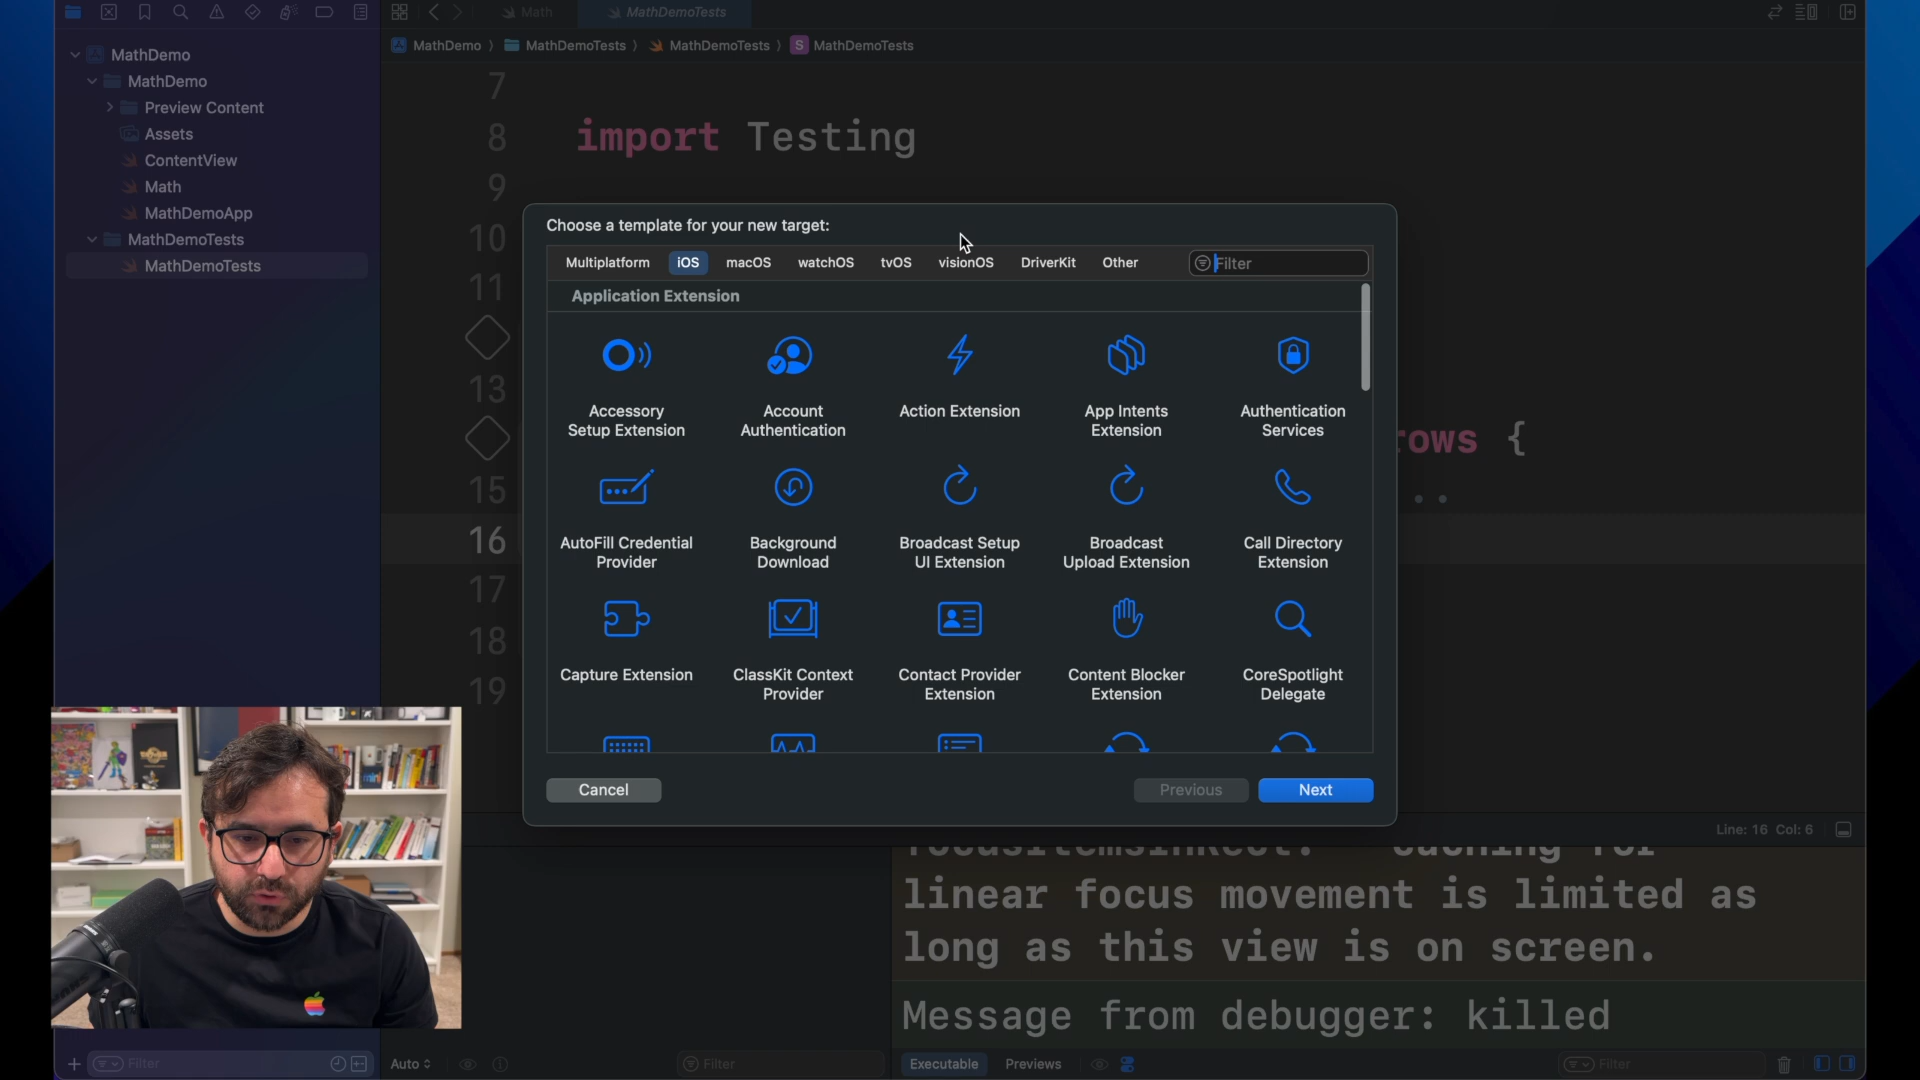 Math
MathDemoTests
MathDemo
MathDemoTests
MathDemoTests
S
MathDemoTests
MathDemo
MathDemo
Preview Content
Assets
ContentView
Math
MathDemoApp
MathDemoTests
MathDemoTests
7
8
import Testing
9
10
11
13
15
16
17
18
19
rows {
Choose a template for your new target:
Multiplatform
iOS
macOS
watchOS
tvOS
visionOS
DriverKit
Other
Filter
Application Extension
Accessory
Setup Extension
Account
Authentication
Action Extension
App Intents
Extension
Authentication
Services
AutoFill Credential
Provider
Background
Download
Broadcast Setup
UI Extension
Broadcast
Upload Extension
Call Directory
Extension
Capture Extension
ClassKit Context
Provider
Contact Provider
Extension
Content Blocker
Extension
CoreSpotlight
Delegate
Cancel
Previous
Next
Line: 16 Col: 6
linear focus movement is limited as
long as this view is on screen.
Message from debugger: killed
Filter
Auto
Filter
Executable
Previews
Filter